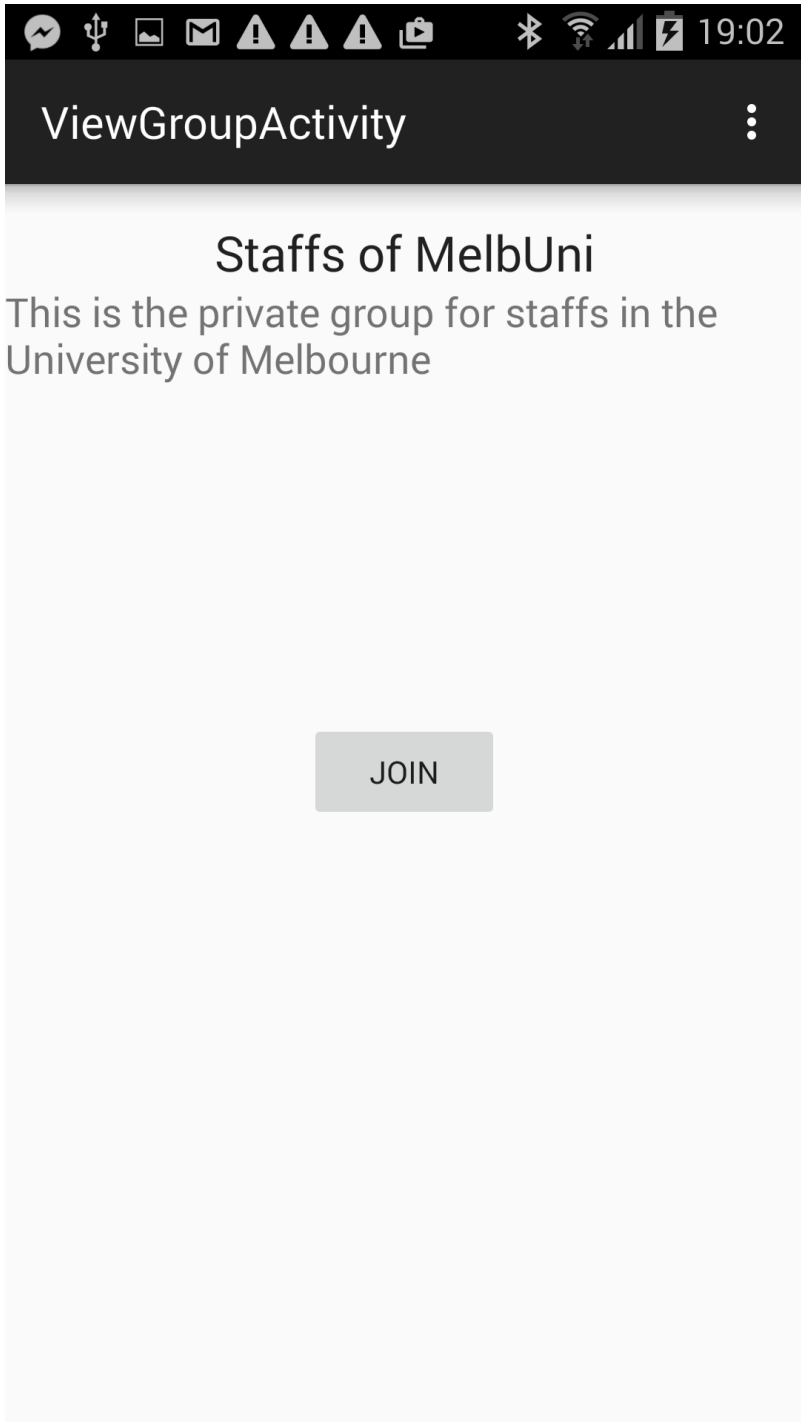 19:02
ViewGroupActivity
Staffs of MelbUni
This is the private group for staffs in the
University of Melbourne
JOIN